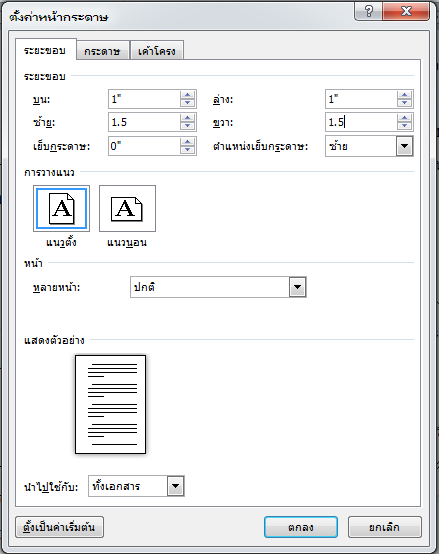 ตั้งค่าหน้ากระดาษ
ระยะขอบ กระดาษ เค้าโครง
ระยะขอบ
บน: 1" ล่าง: 1"
ซ้าย: 1.5 ขวา: 1.5
เย็บกระดาษ: 0" ตำแหน่งเย็บกระดาษ: ซ้าย
การวางแนว
A A
แนวตั้ง แนวนอน
หน้า
หลายหน้า: ปกติ
แสดงตัวอย่าง
นำไปใช้กับ: ทั้งเอกสาร
ตั้งเป็นค่าเริ่มต้น ตกลง ยกเลิก